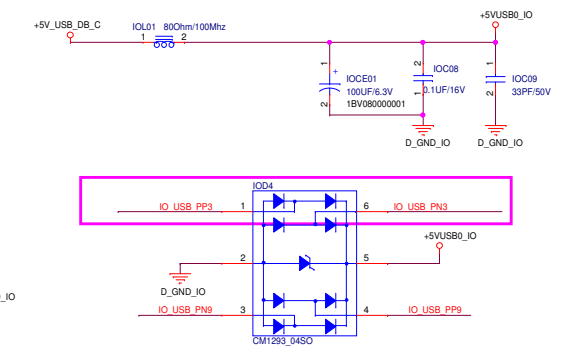 +5VUSB0_IO
+5V_USB_DB_C
IOL01 80Ohm/100Mhz
1 2
1 + 2 1
IOCE01 IOC08 IOC09
100UF/6.3V 0.1UF/16V 33PF/50V
2 1 2
1BV080000001
D_GND_IO D_GND_IO
IOD4
IO_USB_PP3 1 6 IO_USB_PN3
+5VUSB0_IO
2 5
D_GND_IO
_IO
IO_USB_PN9 3 4 IO_USB_PP9
CM1293_04SO